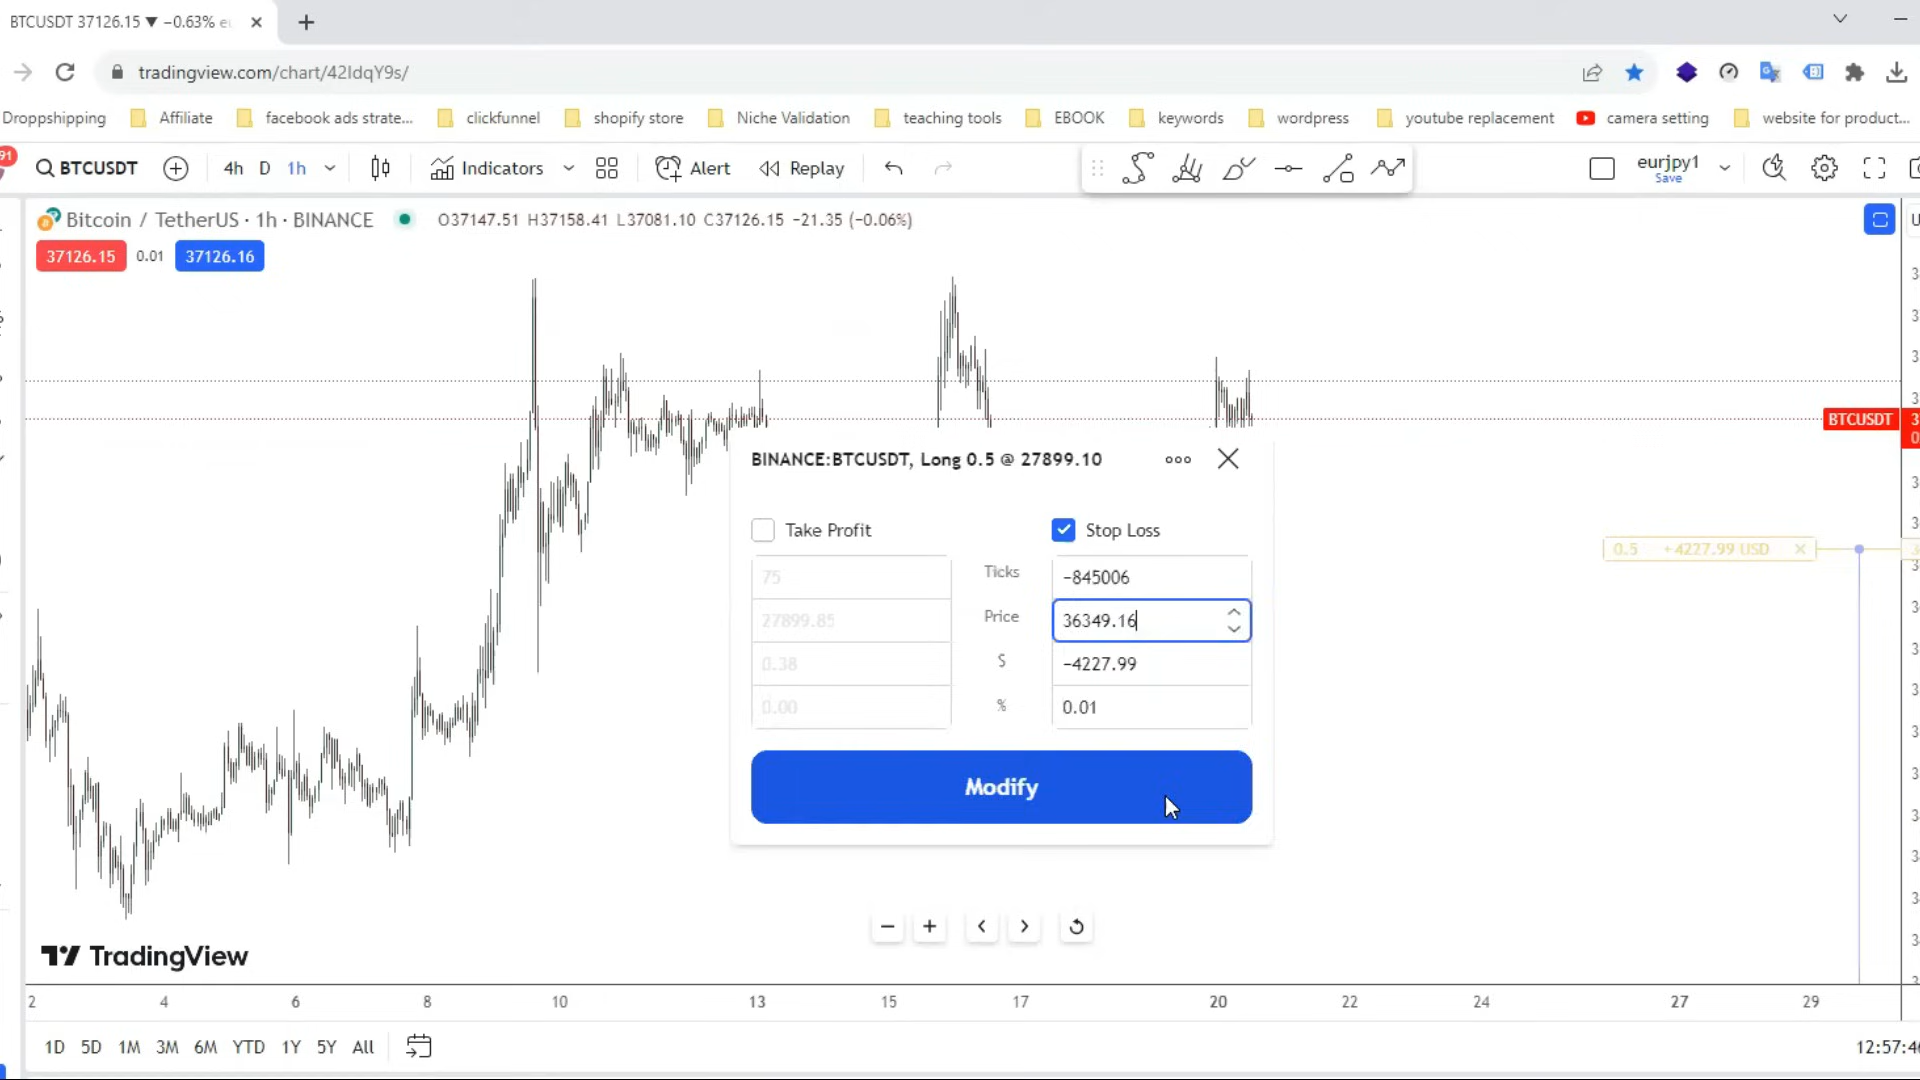 BTCUSDT 37126.15 ▼ −0.63%
tradingview.com/chart/42IdqY9s/
Droppshipping Affiliate facebook ads strate... clickfunnel shopify store Niche Validation teaching tools EBOOK keywords wordpress youtube replacement camera setting website for product...
91
BTCUSDT 4h D 1h Indicators Alert Replay eurjpy1
Save
Bitcoin / TetherUS · 1h · BINANCE O37147.51 H37158.41 L37081.10 C37126.15 −21.35 (−0.06%)
37126.15 0.01 37126.16
BTCUSDT
BINANCE:BTCUSDT, Long 0.5 @ 27899.10
Take Profit Stop Loss
0.5 +4227.99 USD
75 Ticks −845006
27899.85 Price 36349.16
0.38 $ −4227.99
0.00 % 0.01
Modify
TradingView
2 4 6 8 10 13 15 17 20 22 24 27 29
1D 5D 1M 3M 6M YTD 1Y 5Y All
12:57:46